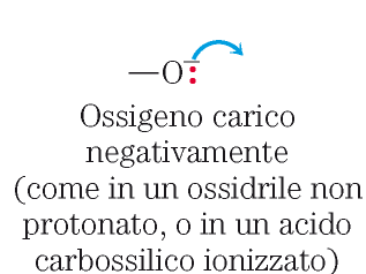 —O⁻:
Ossigeno carico
negativamente
(come in un ossidrile non
protonato, o in un acido
carbossilico ionizzato)